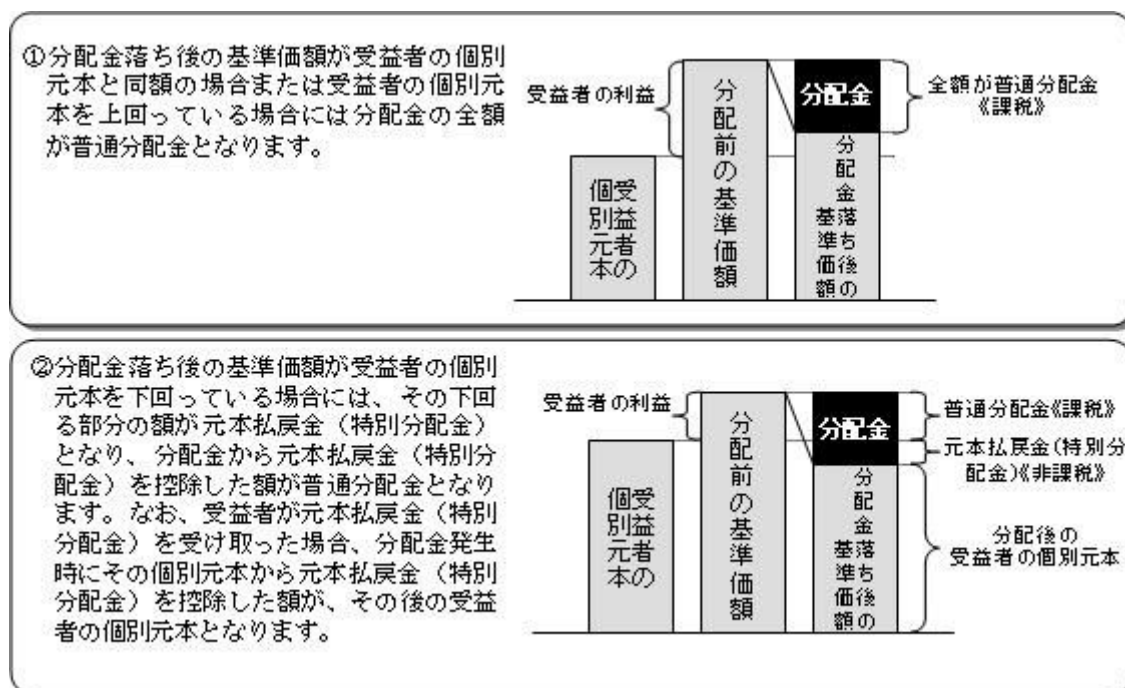 ①分配金落ち後の基準価額が受益者の個別
元本と同額の場合または受益者の個別元
本を上回っている場合には分配金の全額
が普通分配金となります。
受益者の利益
個別元本
受益者の
分配前の基準価額
分配金
全額が普通分配金
《課税》
分配金落ち後の
基準価額
②分配金落ち後の基準価額が受益者の個別
元本を下回っている場合には、その下回
る部分の額が元本払戻金（特別分配金）
となり、分配金から元本払戻金（特別分
配金）を控除した額が普通分配金となり
ます。なお、受益者が元本払戻金（特別
分配金）を受け取った場合、分配金発生
時にその個別元本から元本払戻金（特別
分配金）を控除した額が、その後の受益
者の個別元本となります。
受益者の利益
受益者の
個別元本
分配前の基準価額
分配金
普通分配金《課税》
元本払戻金(特別分
配金)《非課税》
分配金落ち後の
基準価額
分配後の
受益者の個別元本